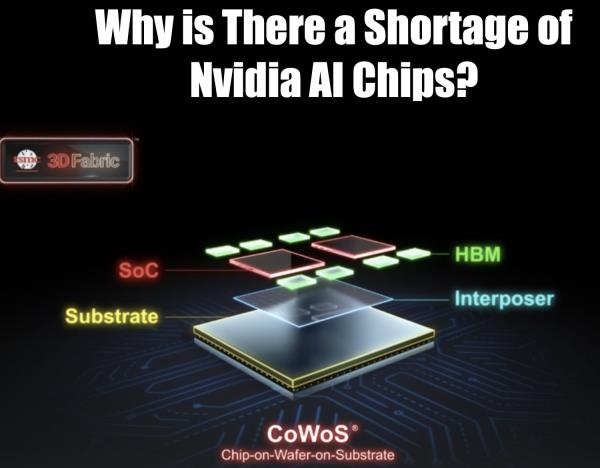 Why is There a Shortage of
Nvidia AI Chips?
tsmc 3DFabric™
HBM
SoC
Interposer
Substrate
CoWoS®
Chip-on-Wafer-on-Substrate